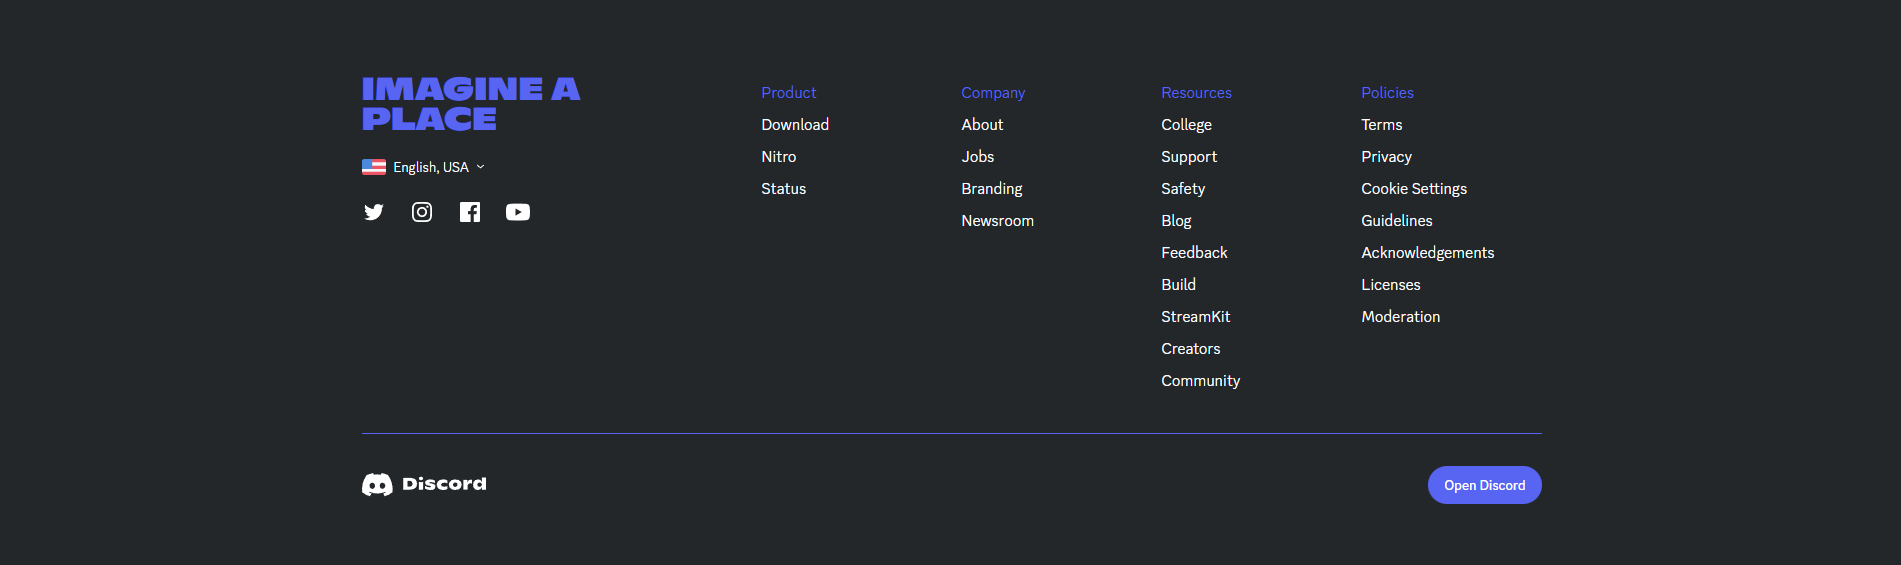 IMAGINE A
PLACE
English, USA
Product
Download
Nitro
Status
Company
About
Jobs
Branding
Newsroom
Resources
College
Support
Safety
Blog
Feedback
Build
StreamKit
Creators
Community
Policies
Terms
Privacy
Cookie Settings
Guidelines
Acknowledgements
Licenses
Moderation
Discord
Open Discord